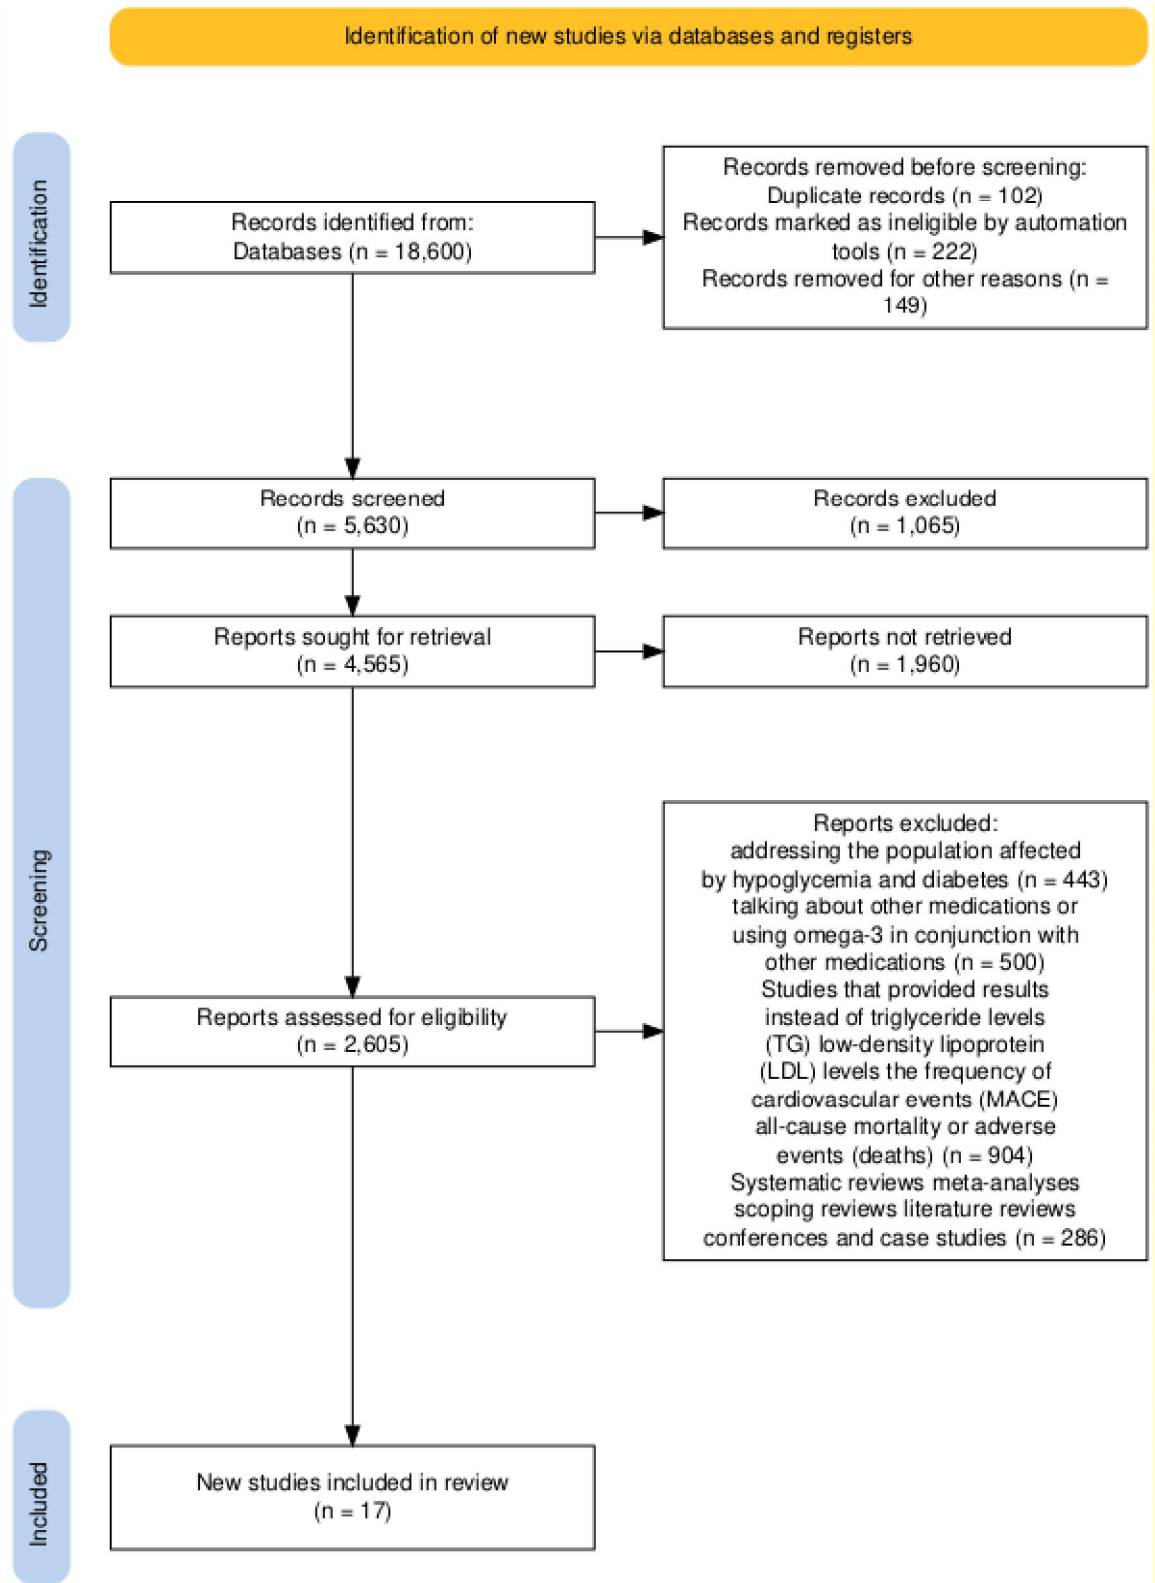 Identification of new studies via databases and registers
Identification
Records identified from:
Databases (n = 18,600)
Records removed before screening:
Duplicate records (n = 102)
Records marked as ineligible by automation
tools (n = 222)
Records removed for other reasons (n =
149)
Screening
Records screened
(n = 5,630)
Records excluded
(n = 1,065)
Reports sought for retrieval
(n = 4,565)
Reports not retrieved
(n = 1,960)
Reports assessed for eligibility
(n = 2,605)
Reports excluded:
addressing the population affected
by hypoglycemia and diabetes (n = 443)
talking about other medications or
using omega-3 in conjunction with
other medications (n = 500)
Studies that provided results
instead of triglyceride levels
(TG) low-density lipoprotein
(LDL) levels the frequency of
cardiovascular events (MACE)
all-cause mortality or adverse
events (deaths) (n = 904)
Systematic reviews meta-analyses
scoping reviews literature reviews
conferences and case studies (n = 286)
Included
New studies included in review
(n = 17)